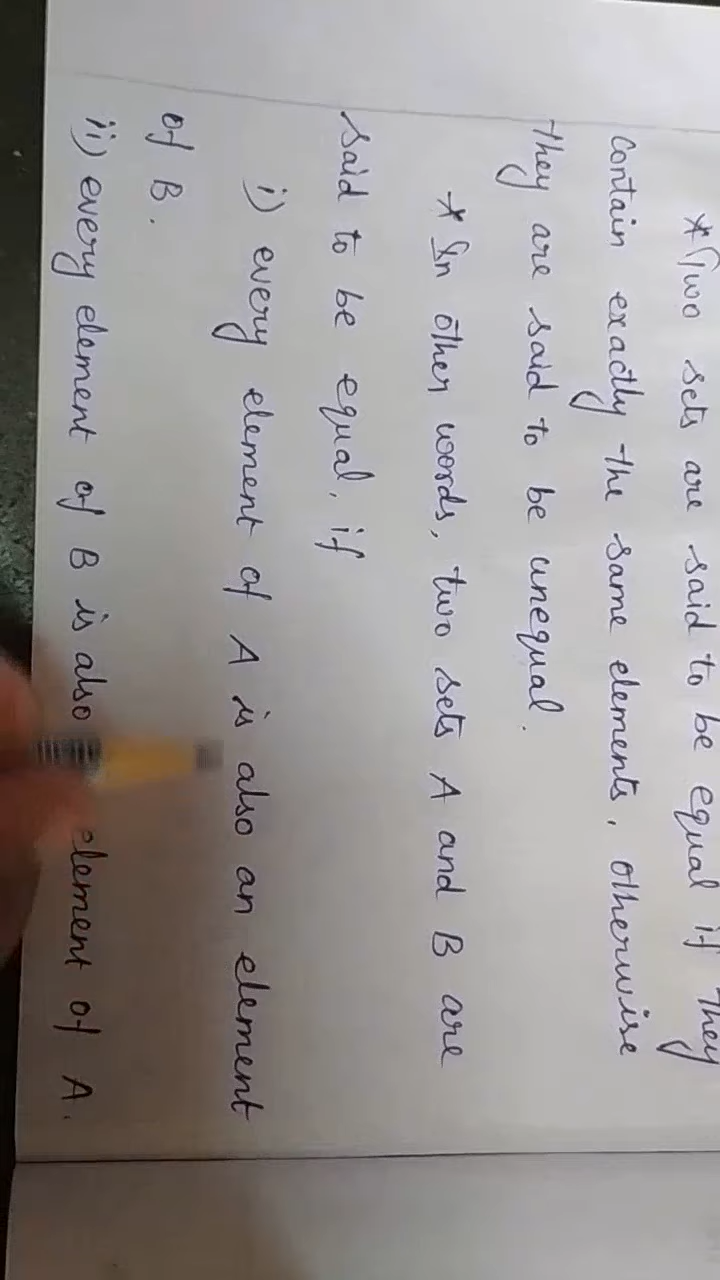 * Two sets are said to be equal if they
contain exactly the same elements, otherwise
they are said to be unequal.
* In other words, two sets A and B are
said to be equal, if
i) every element of A is also an element
of B.
ii) every element of B is also element of A.